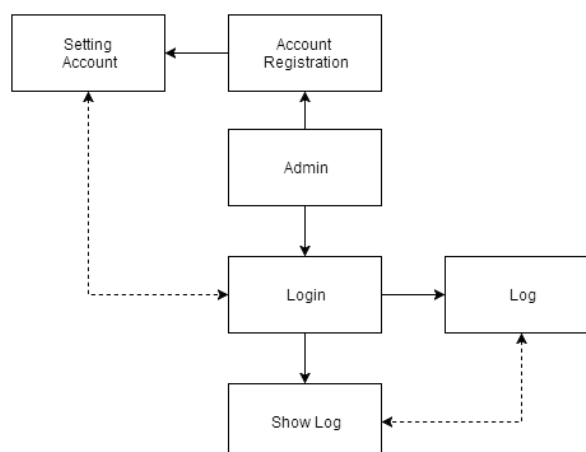 Setting
Account
Account
Registration
Admin
Login
Log
Show Log